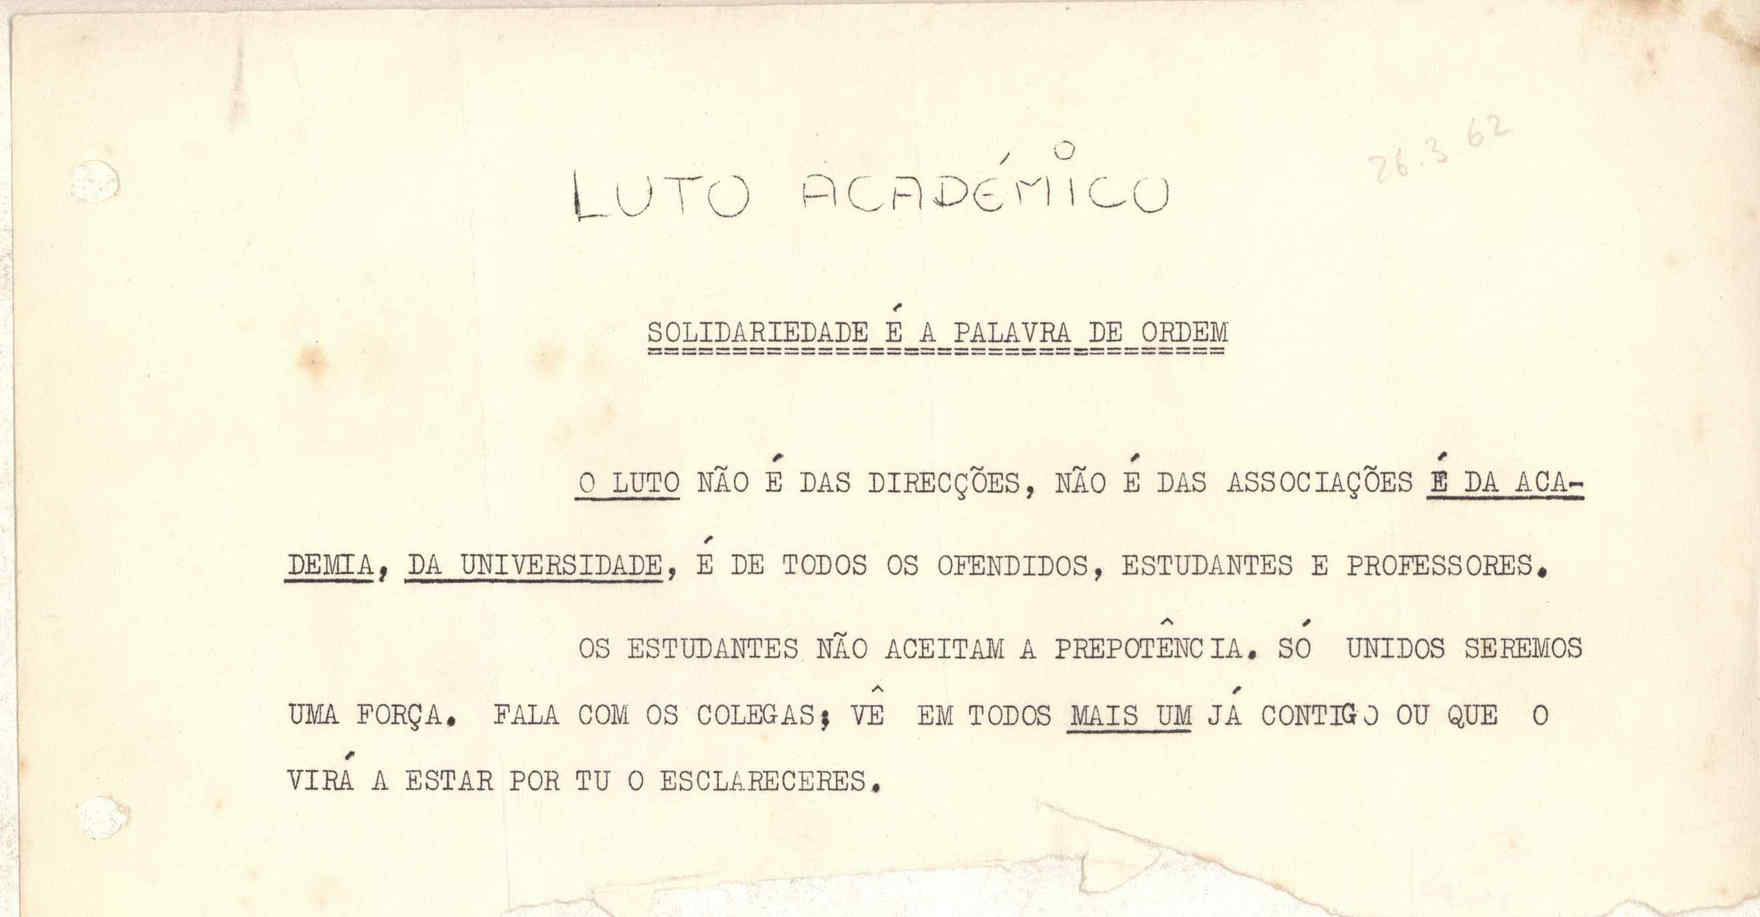 26.3.62
LUTO ACADÉMICO
SOLIDARIEDADE É A PALAVRA DE ORDEM
O LUTO NÃO É DAS DIRECÇÕES, NÃO É DAS ASSOCIAÇÕES É DA ACA-
DEMIA, DA UNIVERSIDADE, É DE TODOS OS OFENDIDOS, ESTUDANTES E PROFESSORES.
OS ESTUDANTES NÃO ACEITAM A PREPOTÊNCIA. SÓ UNIDOS SEREMOS
UMA FORÇA. FALA COM OS COLEGAS; VÊ EM TODOS MAIS UM JÁ CONTIGO OU QUE O
VIRÁ A ESTAR POR TU O ESCLARECERES.